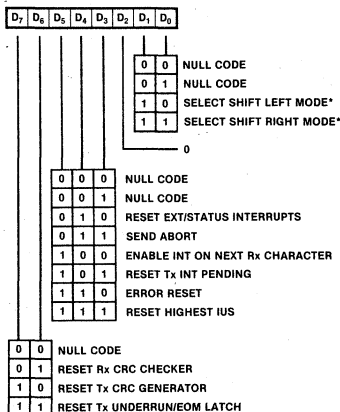 D7 D6 D5 D4 D3 D2 D1 D0
0 0 NULL CODE
0 1 NULL CODE
1 0 SELECT SHIFT LEFT MODE*
1 1 SELECT SHIFT RIGHT MODE*
0
0 0 0 NULL CODE
0 0 1 NULL CODE
0 1 0 RESET EXT/STATUS INTERRUPTS
0 1 1 SEND ABORT
1 0 0 ENABLE INT ON NEXT Rx CHARACTER
1 0 1 RESET Tx INT PENDING
1 1 0 ERROR RESET
1 1 1 RESET HIGHEST IUS
0 0 NULL CODE
0 1 RESET Rx CRC CHECKER
1 0 RESET Tx CRC GENERATOR
1 1 RESET Tx UNDERRUN/EOM LATCH